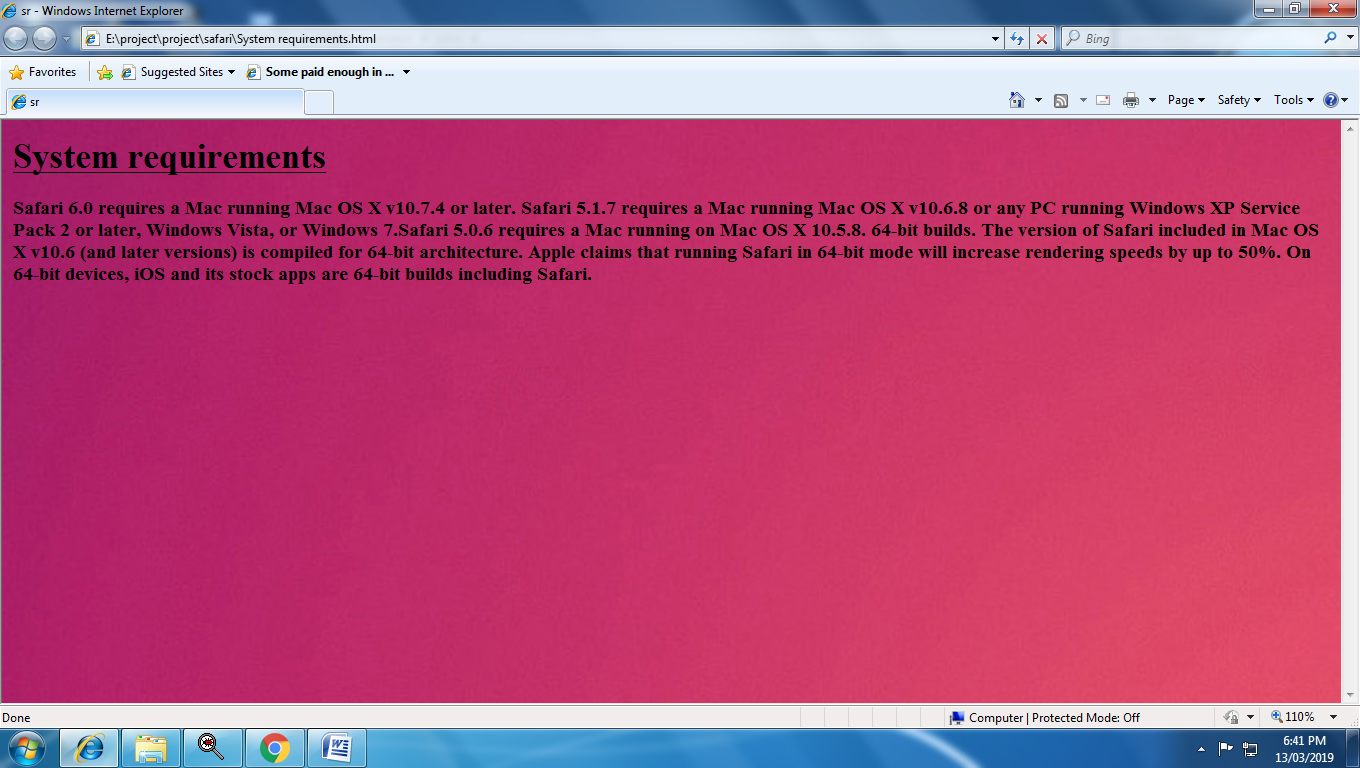 sr - Windows Internet Explorer
E:\project\project\safari\System requirements.html
Bing
Favorites
Suggested Sites
Some paid enough in ...
sr
Page
Safety
Tools
System requirements
Safari 6.0 requires a Mac running Mac OS X v10.7.4 or later. Safari 5.1.7 requires a Mac running Mac OS X v10.6.8 or any PC running Windows XP Service
Pack 2 or later, Windows Vista, or Windows 7.Safari 5.0.6 requires a Mac running on Mac OS X 10.5.8. 64-bit builds. The version of Safari included in Mac OS
X v10.6 (and later versions) is compiled for 64-bit architecture. Apple claims that running Safari in 64-bit mode will increase rendering speeds by up to 50%. On
64-bit devices, iOS and its stock apps are 64-bit builds including Safari.
Done
Computer | Protected Mode: Off
110%
6:41 PM
13/03/2019